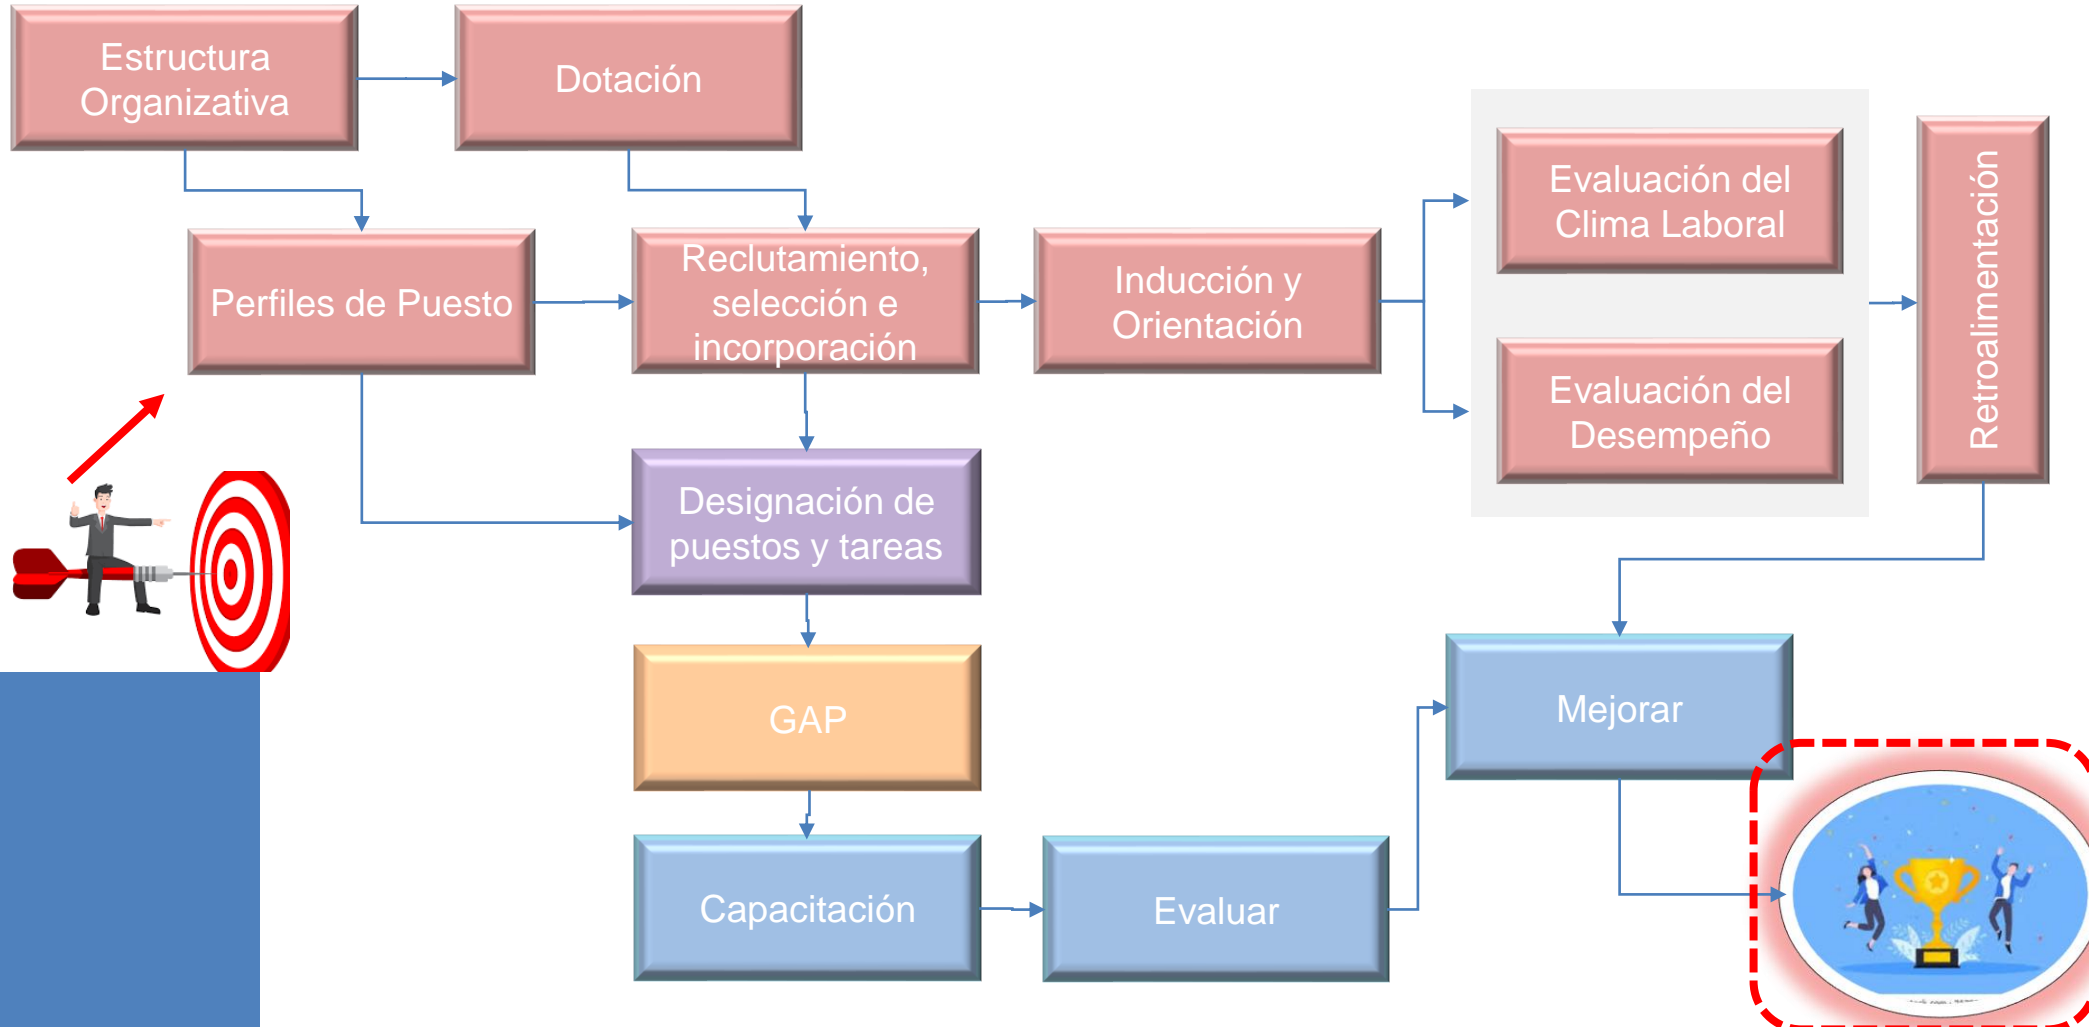 Estructura
Organizativa
Dotación
Evaluación del
Clima Laboral
Retroalimentación
Perfiles de Puesto
Reclutamiento,
selección e
incorporación
Inducción y
Orientación
Evaluación del
Desempeño
Designación de
puestos y tareas
GAP
Mejorar
Capacitación
Evaluar